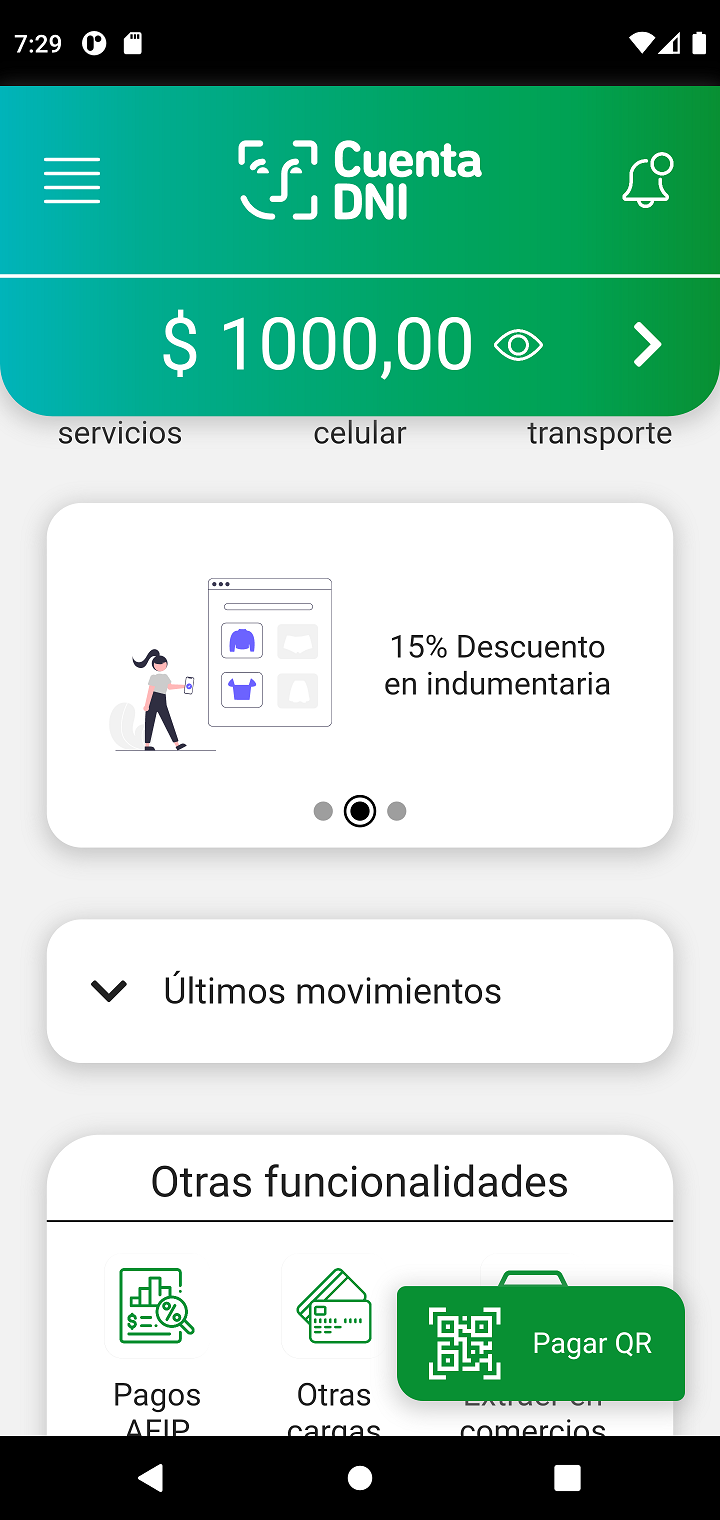 7:29
Cuenta
DNI
$ 1000,00
servicios
celular
transporte
15% Descuento
en indumentaria
Últimos movimientos
Otras funcionalidades
Pagar QR
Pagos
AFIP
Otras
cargas
Extraer en
comercios